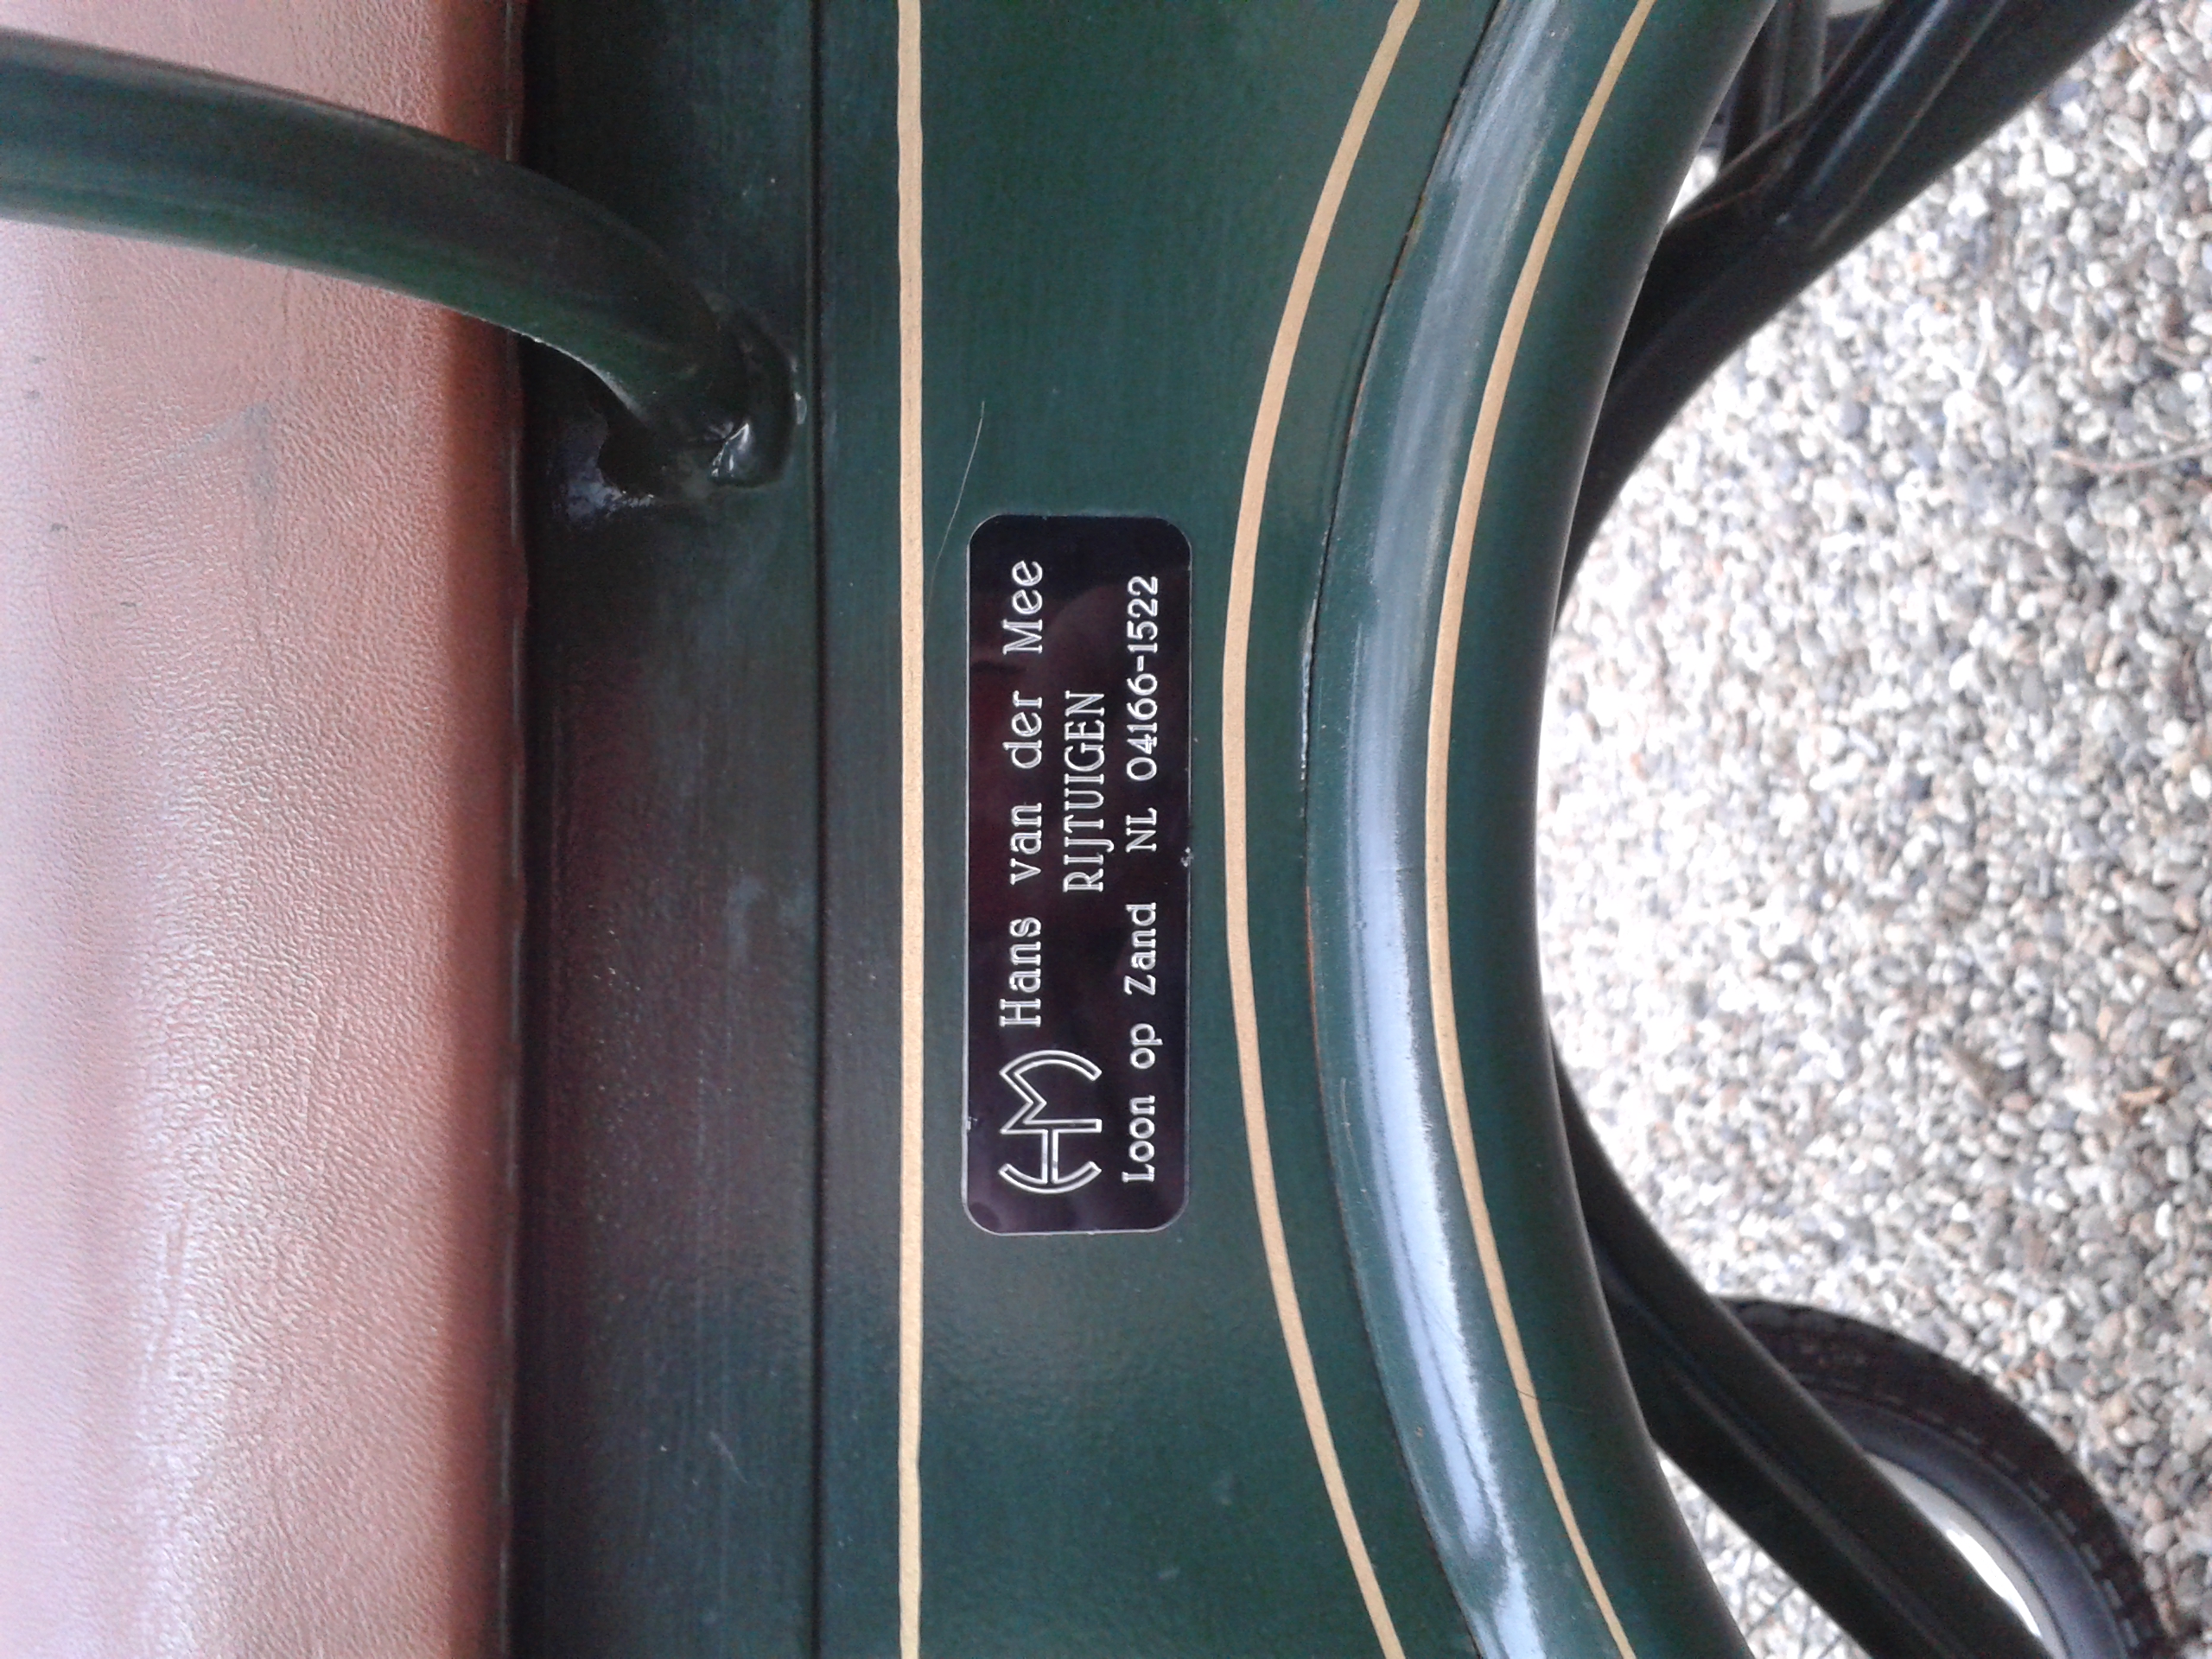 HM Hans van der Mee
RIJTUIGEN
Loon op Zand NL 04166-1522